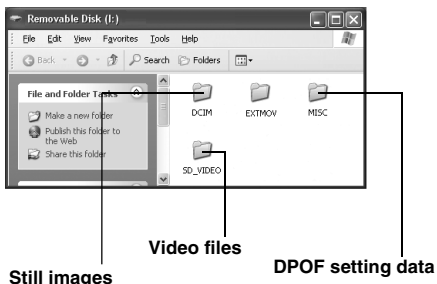 Removable Disk (I:)
File Edit View Favorites Tools Help
Back Search Folders
File and Folder Tasks
Make a new folder
Publish this folder to
the Web
Share this folder
DCIM EXTMOV MISC
SD_VIDEO
Video files
DPOF setting data
Still images